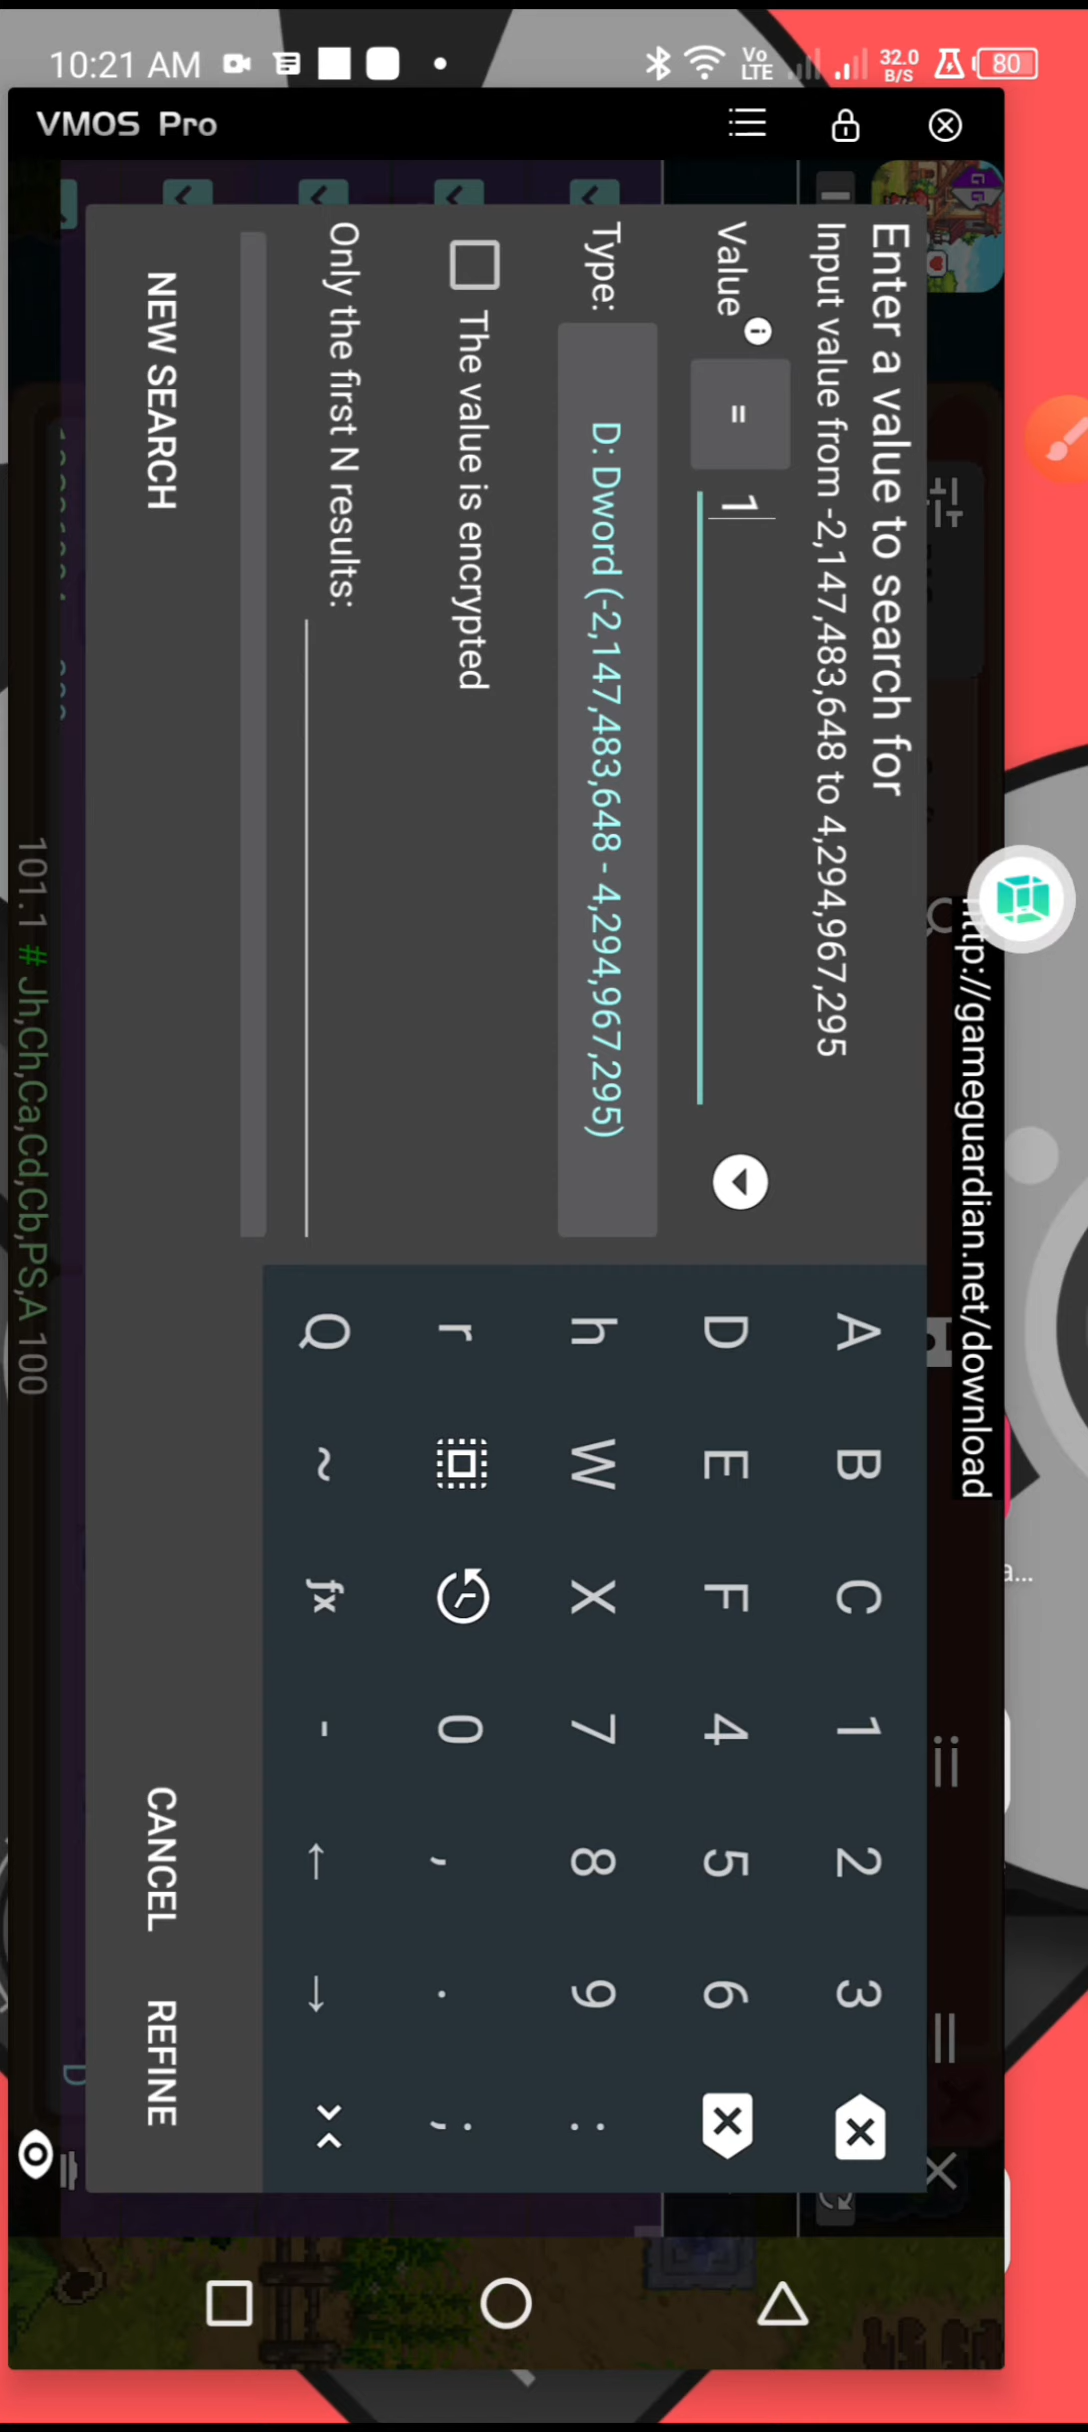 10:21 AM
Vo LTE
32.0 B/S
80
VMOS Pro
Enter a value to search for
Input value from -2,147,483,648 to 4,294,967,295
Value i = 1
Type: D: Dword (-2,147,483,648 - 4,294,967,295)
The value is encrypted
Only the first N results:
A B C 1 2 3
D E F 4 5 6
h W X 7 8 9 :
r 0 , . ;
Q ~ fx - ← →
NEW SEARCH CANCEL REFINE
http://gameguardian.net/download
101.1 # Jh,Ch,Ca,Cd,Cb,PS,A 100
a...